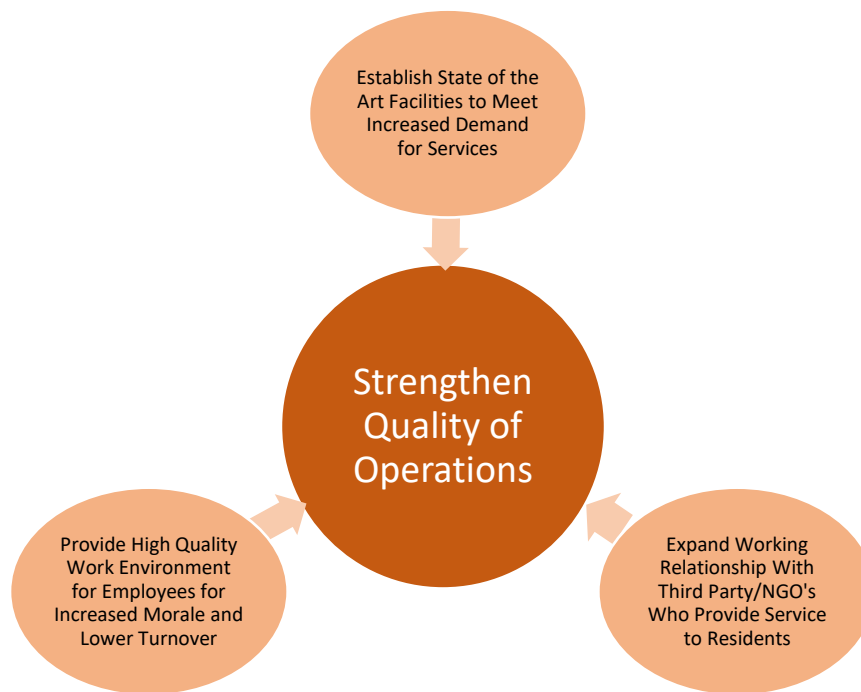 Establish State of the
Art Facilities to Meet
Increased Demand
for Services
Strengthen
Quality of
Operations
Provide High Quality
Work Environment
for Employees for
Increased Morale and
Lower Turnover
Expand Working
Relationship With
Third Party/NGO's
Who Provide Service
to Residents